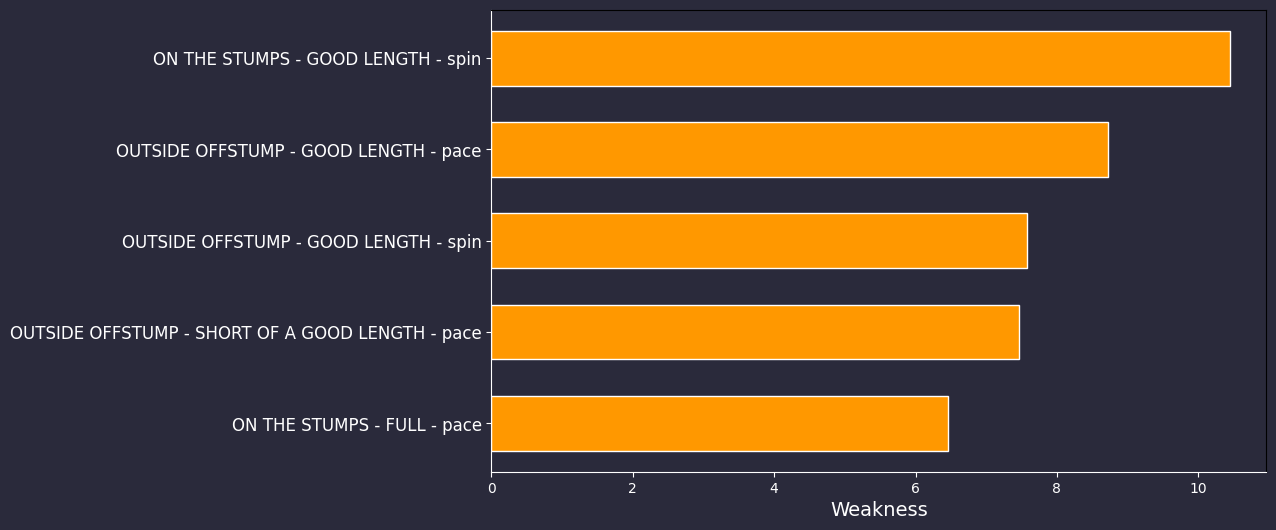 ON THE STUMPS - GOOD LENGTH - spin
OUTSIDE OFFSTUMP - GOOD LENGTH - pace
OUTSIDE OFFSTUMP - GOOD LENGTH - spin
OUTSIDE OFFSTUMP - SHORT OF A GOOD LENGTH - pace
ON THE STUMPS - FULL - pace
0 2 4 6 8 10
Weakness